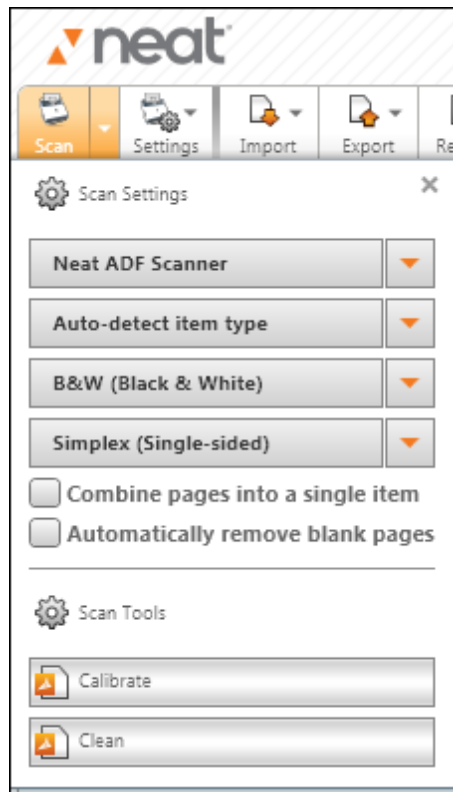 neat
Scan Settings Import Export Re
Scan Settings
Neat ADF Scanner
Auto-detect item type
B&W (Black & White)
Simplex (Single-sided)
Combine pages into a single item
Automatically remove blank pages
Scan Tools
Calibrate
Clean